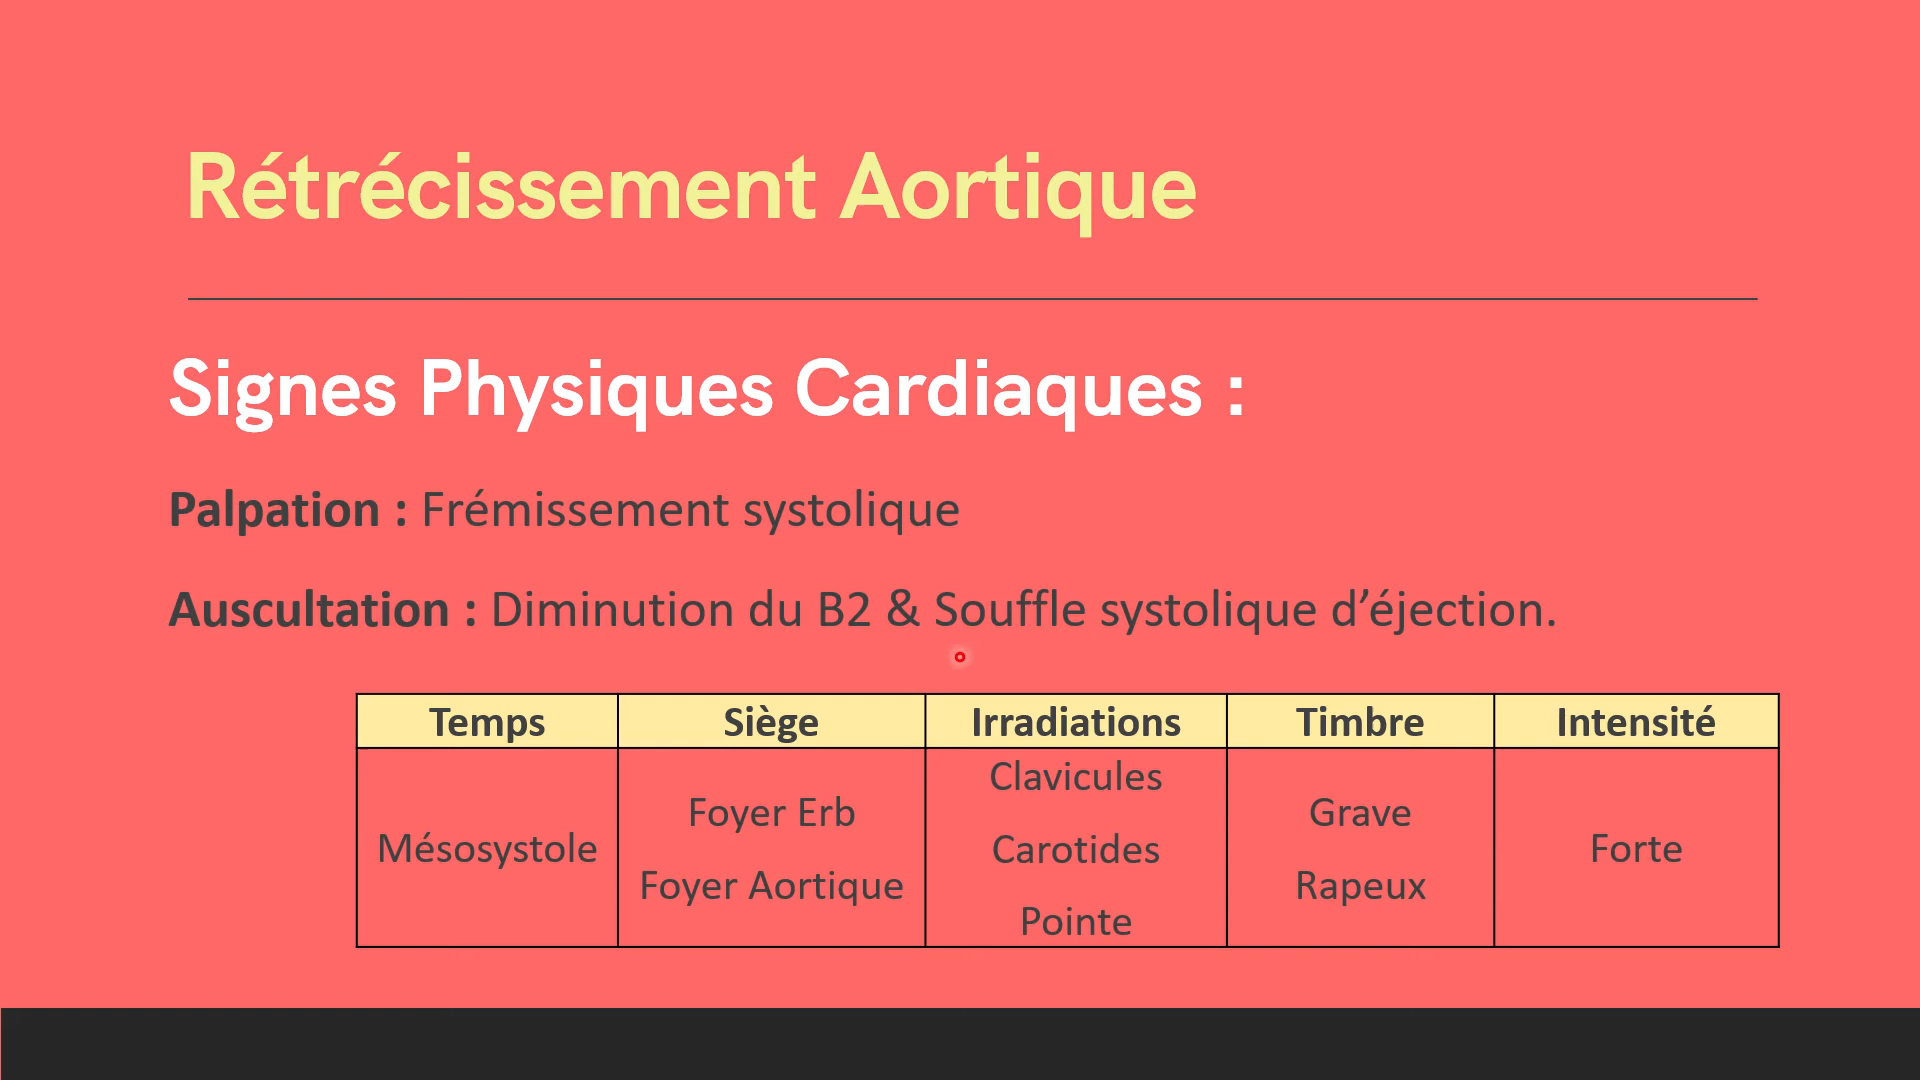 Rétrécissement Aortique
Signes Physiques Cardiaques :
Palpation : Frémissement systolique
Auscultation : Diminution du B2 & Souffle systolique d’éjection.
Temps Siège Irradiations Timbre Intensité
Mésosystole
Foyer Erb
Foyer Aortique
Clavicules
Carotides
Pointe
Grave
Rapeux
Forte